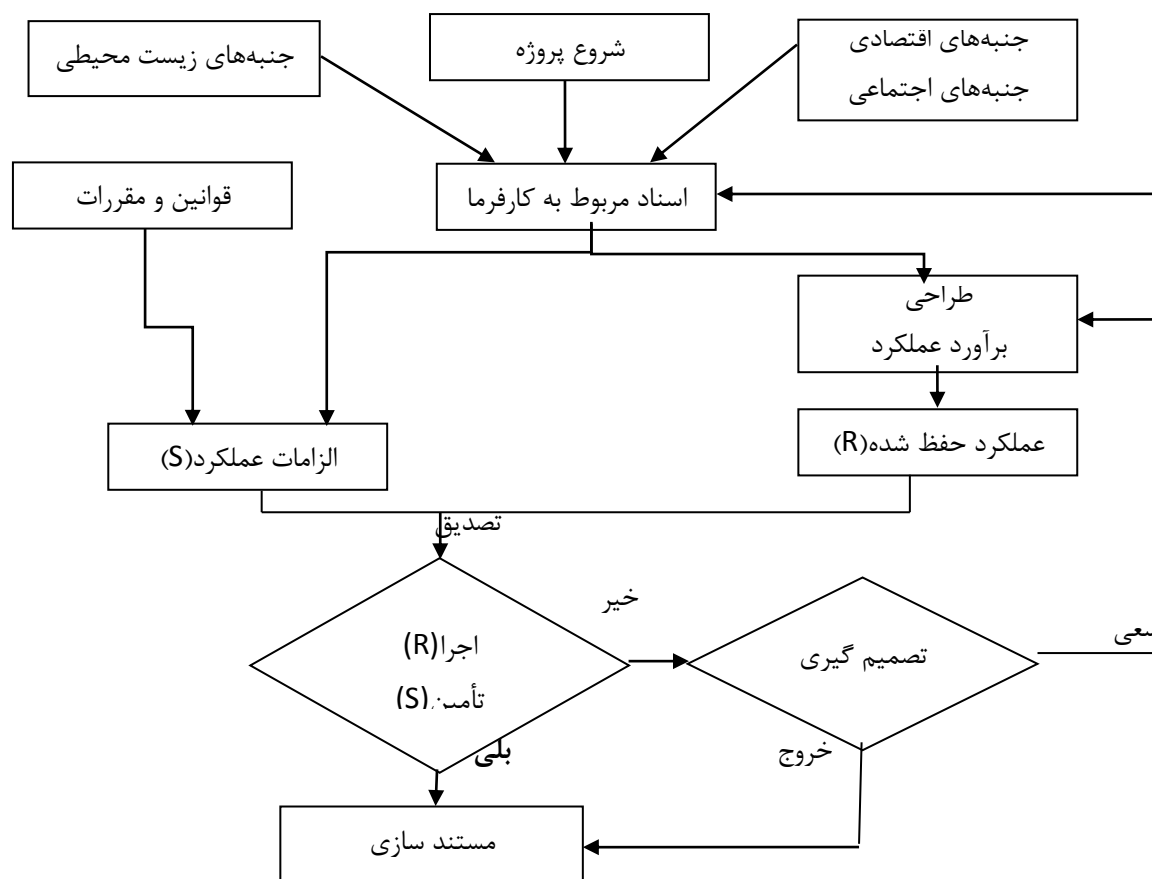 شروع پروژه
جنبه‌های اقتصادی
جنبه‌های اجتماعی
جنبه‌های زیست محیطی
اسناد مربوط به کارفرما
قوانین و مقررات
طراحی
برآورد عملکرد
عملکرد حفظ شده(R)
الزامات عملکرد(S)
تصدیق
خیر
اجرا(R)
تأمین(S)
تصمیم گیری
بلی
خروج
مستند سازی